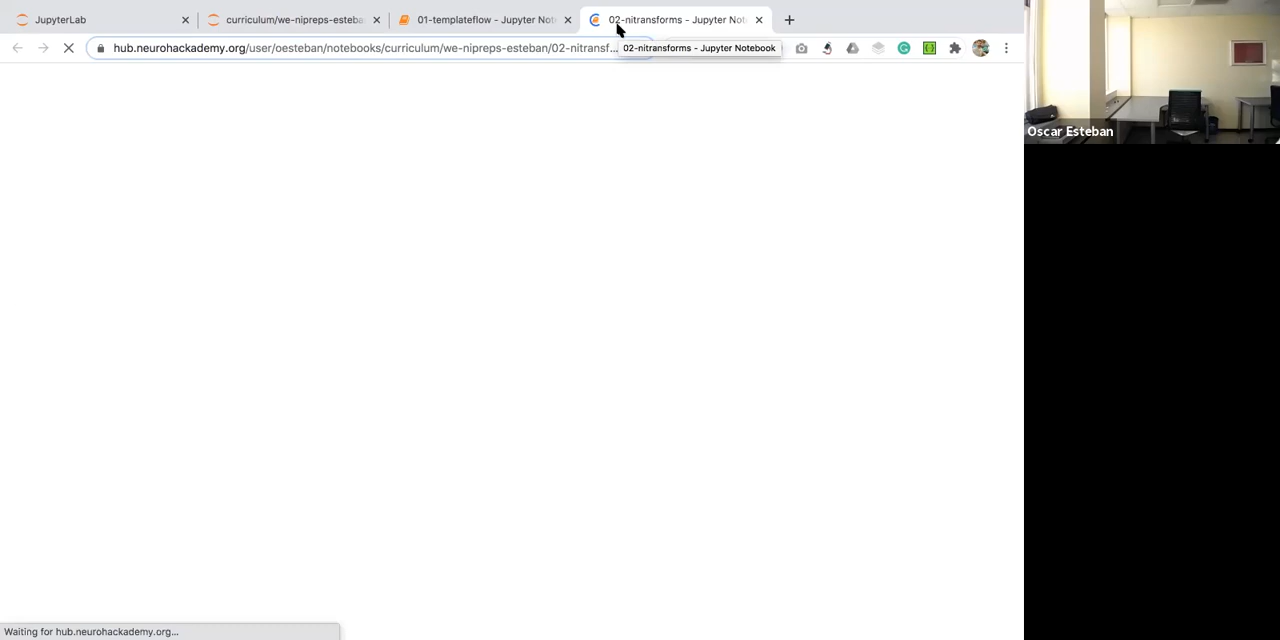 JupyterLab
curriculum/we-nipreps-esteba
01-templateflow - Jupyter Not
02-nitransforms - Jupyter Not
hub.neurohackademy.org/user/oesteban/notebooks/curriculum/we-nipreps-esteban/02-nitransf...
02-nitransforms - Jupyter Notebook
Oscar Esteban
Waiting for hub.neurohackademy.org...